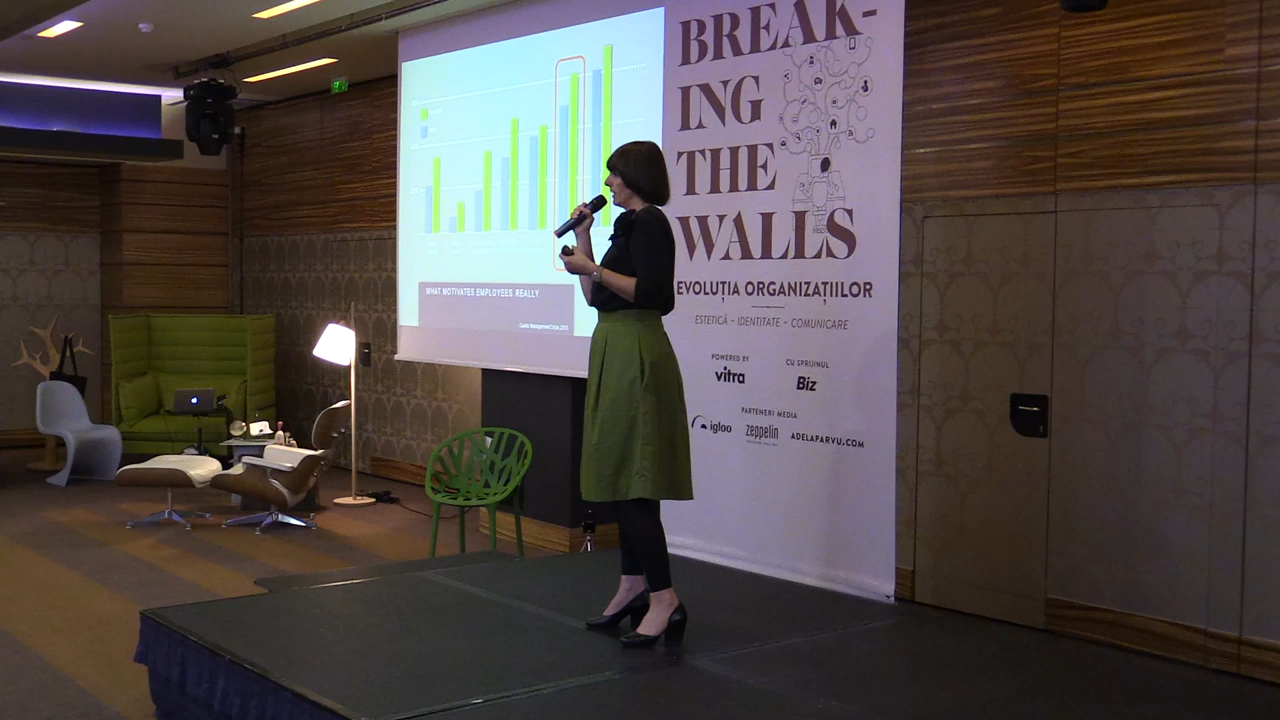 WHAT MOTIVATES EMPLOYEES REALLY
BREAK-
ING
THE
WALLS
EVOLUȚIA ORGANIZAȚIILOR
ESTETICĂ - IDENTITATE - COMUNICARE
POWERED BY
vitra
CU SPRIJINUL
Biz
PARTENERI MEDIA
igloo
zeppelin
ADELAPARVU.COM